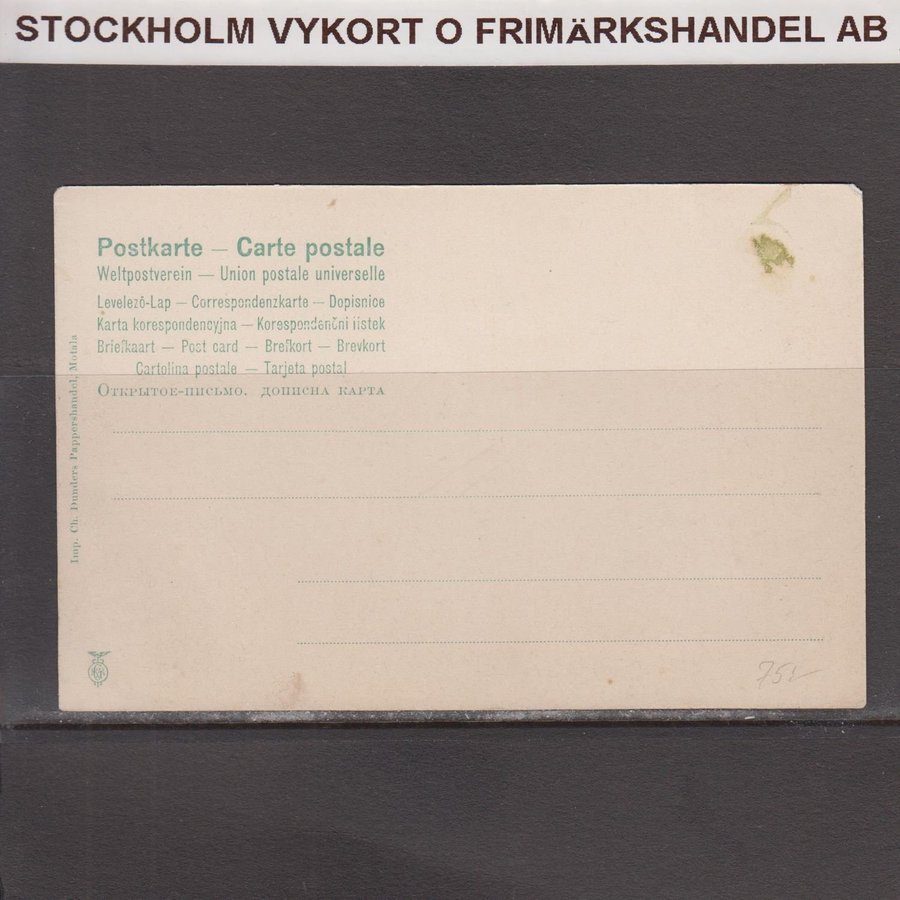 STOCKHOLM VYKORT O FRIMÄRKSHANDEL AB
Postkarte — Carte postale
Weltpostverein — Union postale universelle
Levelező-Lap — Correspondenzkarte — Dopisnice
Karta korespondencyjna — Korespondenční listek
Briefkaart — Post card — Brefkort — Brevkort
Cartolina postale — Tarjeta postal
Открытое-письмо. дописна карта
Imp. Ch. Dunders Pappershandel, Motala